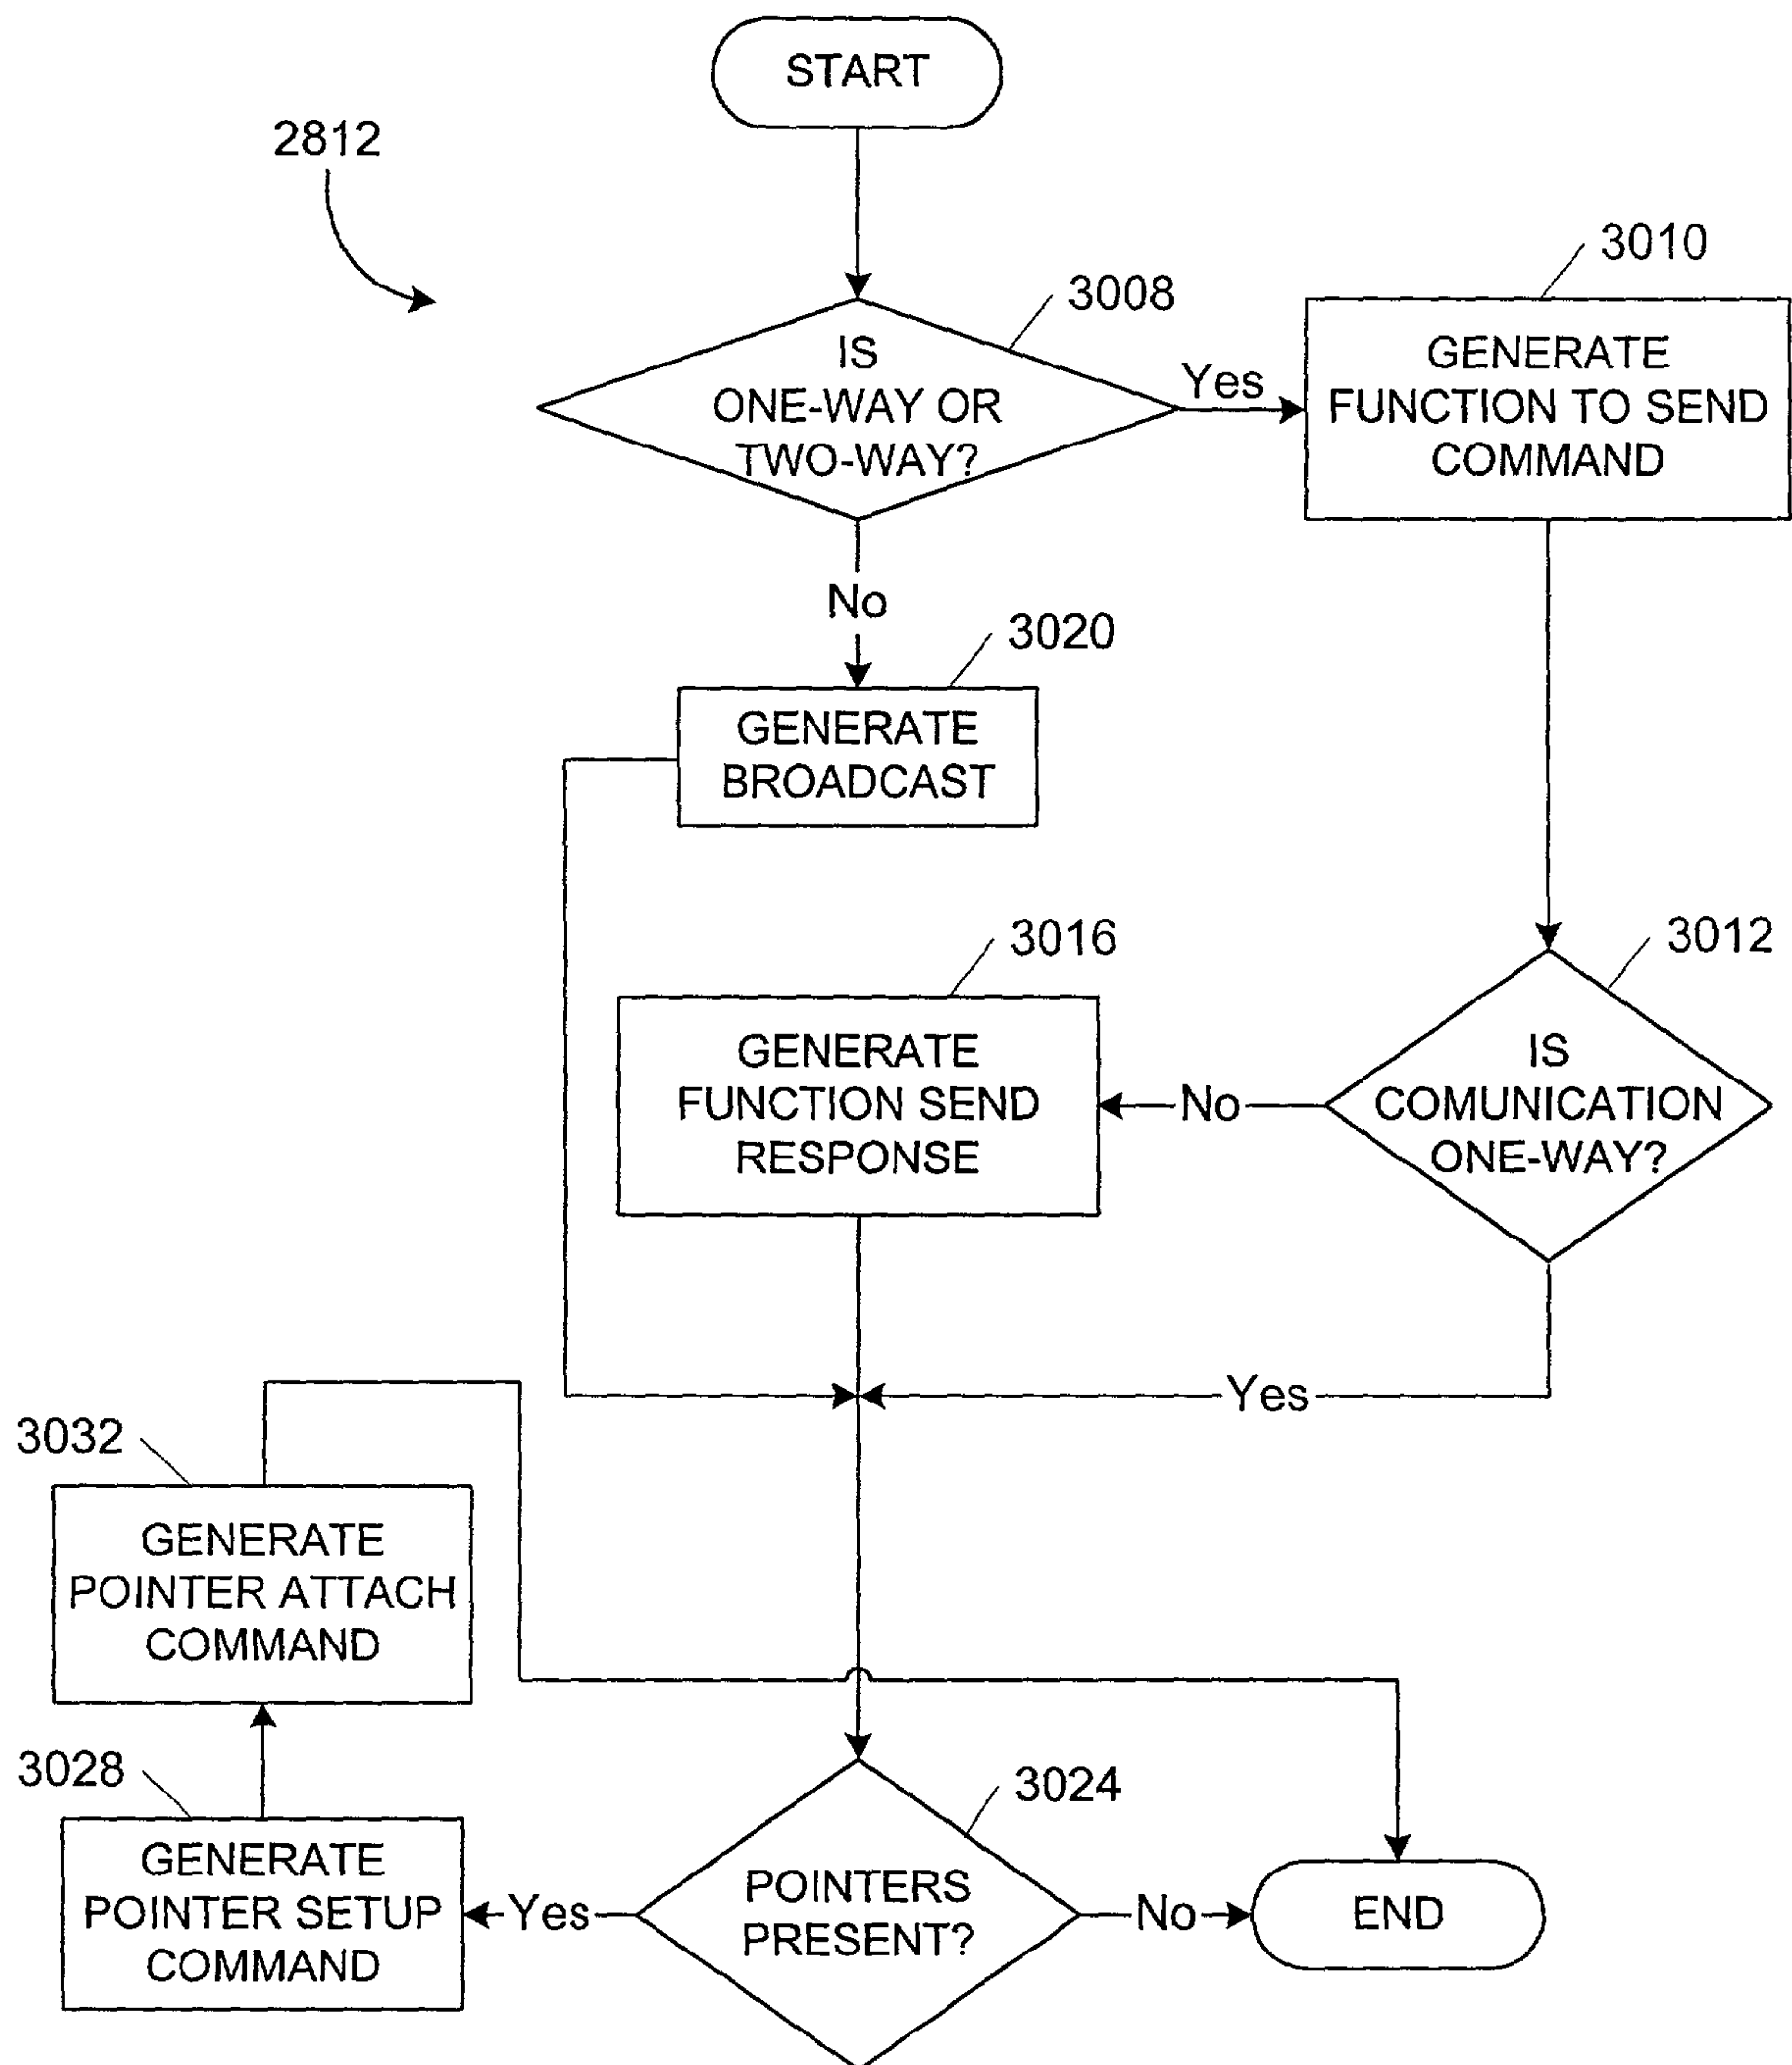 START
2812
3008
IS
ONE-WAY OR
TWO-WAY?
Yes
3010
GENERATE
FUNCTION TO SEND
COMMAND
No
3020
GENERATE
BROADCAST
3016
GENERATE
FUNCTION SEND
RESPONSE
No
3012
IS
COMUNICATION
ONE-WAY?
Yes
3032
GENERATE
POINTER ATTACH
COMMAND
3028
GENERATE
POINTER SETUP
COMMAND
Yes
3024
POINTERS
PRESENT?
No
END